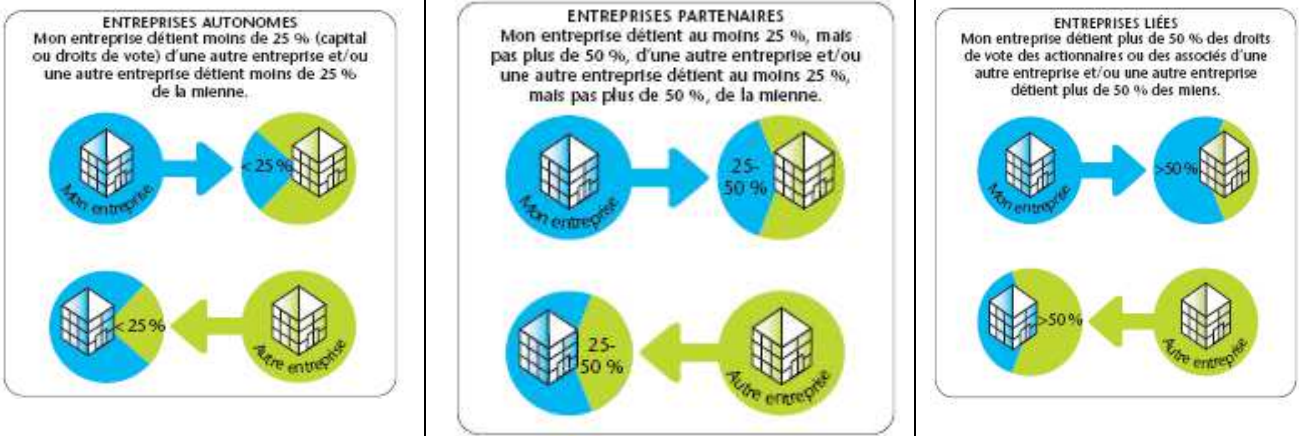 ENTREPRISES AUTONOMES
Mon entreprise détient moins de 25 % (capital
ou droits de vote) d'une autre entreprise et/ou
une autre entreprise détient moins de 25 %
de la mienne.
< 25 %
Mon entreprise
< 25 %
Autre entreprise
ENTREPRISES PARTENAIRES
Mon entreprise détient au moins 25 %, mais
pas plus de 50 %, d'une autre entreprise et/ou
une autre entreprise détient au moins 25 %,
mais pas plus de 50 %, de la mienne.
25-
50 %
Mon entreprise
25-
50 %
Autre entreprise
ENTREPRISES LIÉES
Mon entreprise détient plus de 50 % des droits
de vote des actionnaires ou des associés d'une
autre entreprise et/ou une autre entreprise
détient plus de 50 % des miens.
>50 %
Mon entreprise
>50 %
Autre entreprise